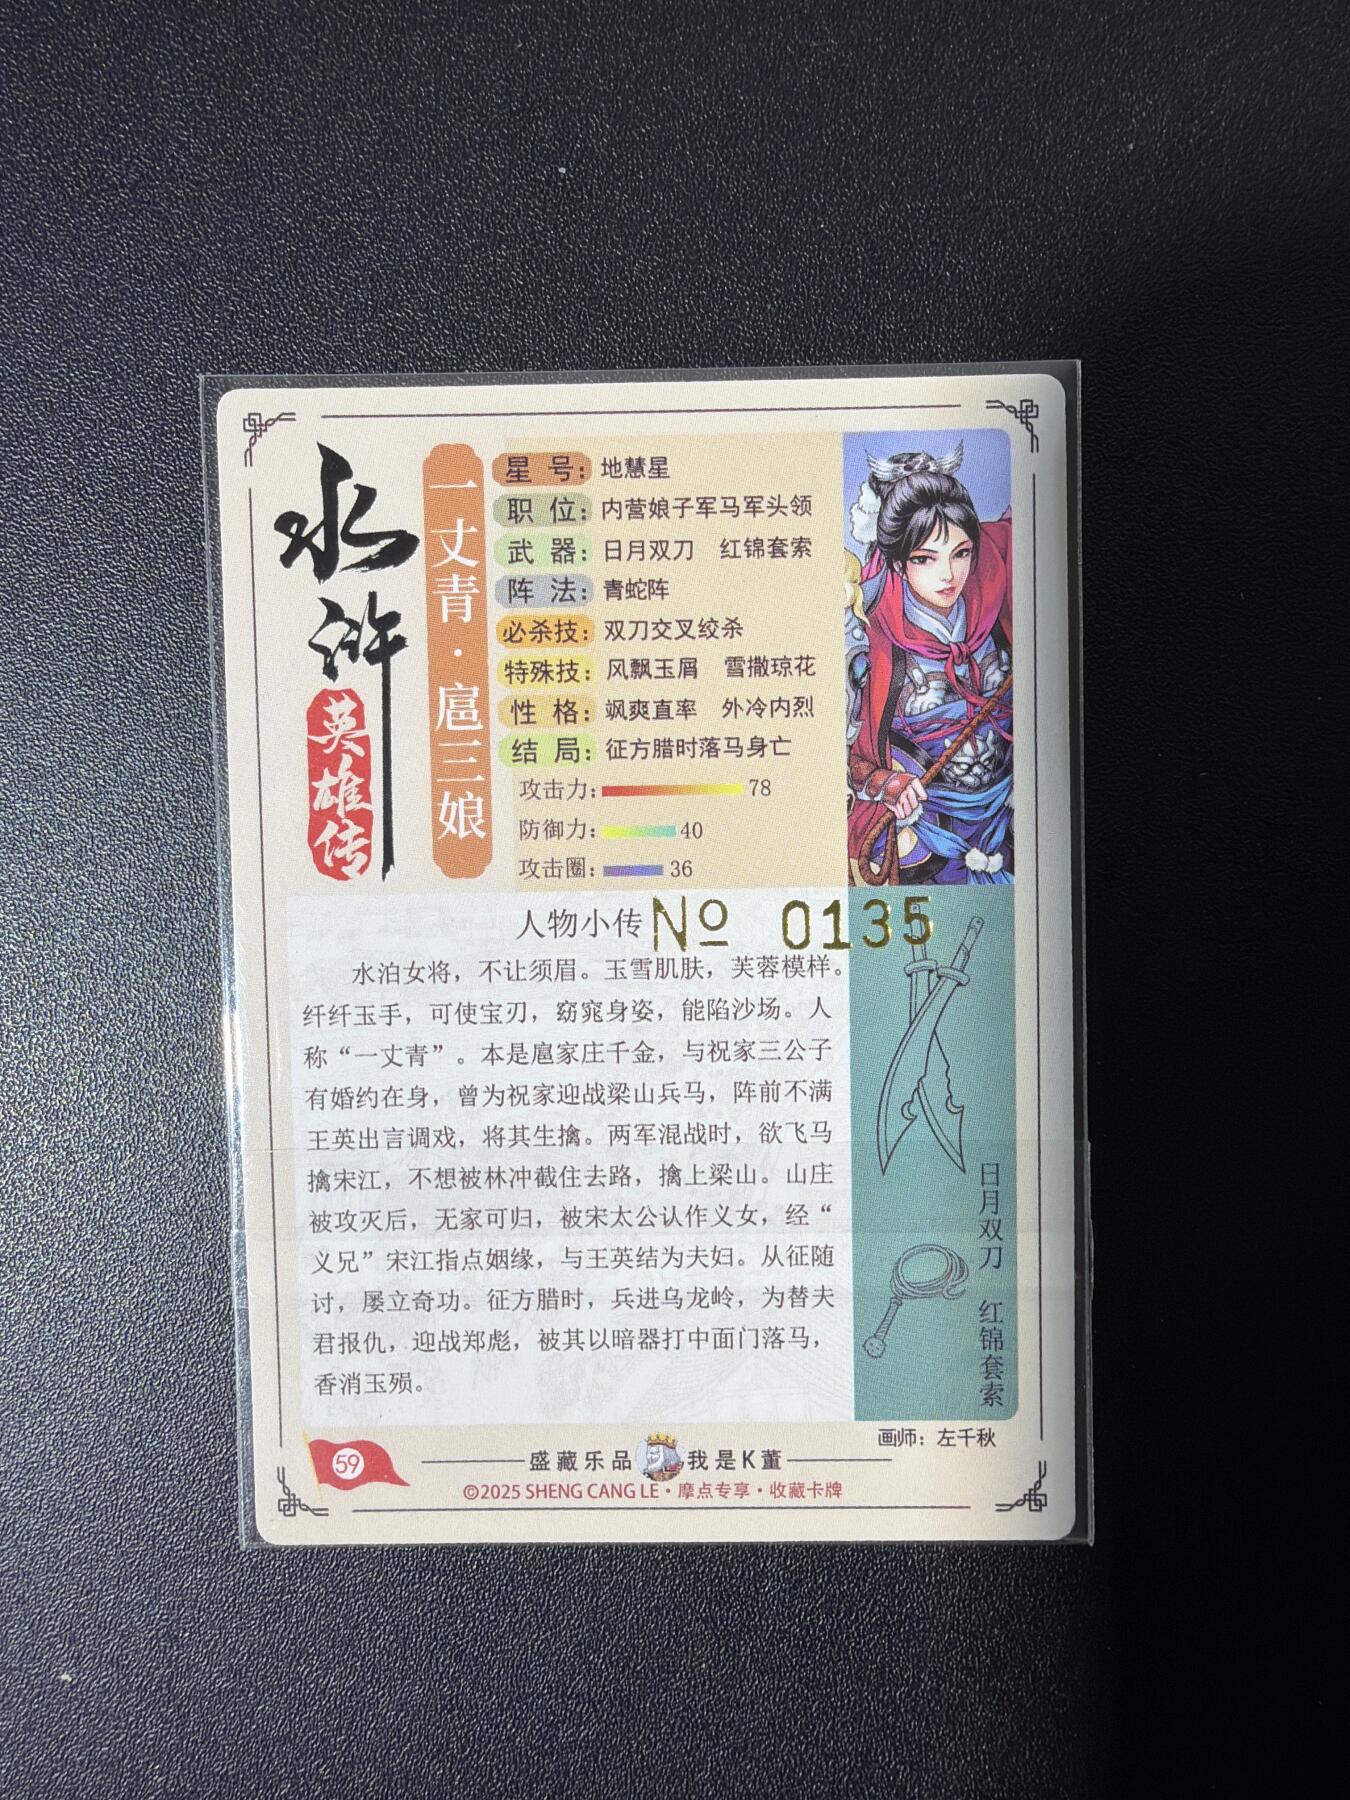 水浒
英雄传
一丈青·扈三娘
星号：地慧星
职位：内营娘子军马军头领
武器：日月双刀 红锦套索
阵法：青蛇阵
必杀技：双刀交叉绞杀
特殊技：风飘玉屑 雪撒琼花
性格：飒爽直率 外冷内烈
结局：征方腊时落马身亡
攻击力：78
防御力：40
攻击圈：36
人物小传
№ 0135
水泊女将，不让须眉。玉雪肌肤，芙蓉模样。
纤纤玉手，可使宝刃，窈窕身姿，能陷沙场。人
称“一丈青”。本是扈家庄千金，与祝家三公子
有婚约在身，曾为祝家迎战梁山兵马，阵前不满
王英出言调戏，将其生擒。两军混战时，欲飞马
擒宋江，不想被林冲截住去路，擒上梁山。山庄
被攻灭后，无家可归，被宋太公认作义女，经“
义兄”宋江指点姻缘，与王英结为夫妇。从征随
讨，屡立奇功。征方腊时，兵进乌龙岭，为替夫
君报仇，迎战郑彪，被其以暗器打中面门落马，
香消玉殒。
日月双刀 红锦套索
画师：左千秋
59
盛藏乐品 我是K董
©2025 SHENG CANG LE·摩点专享·收藏卡牌